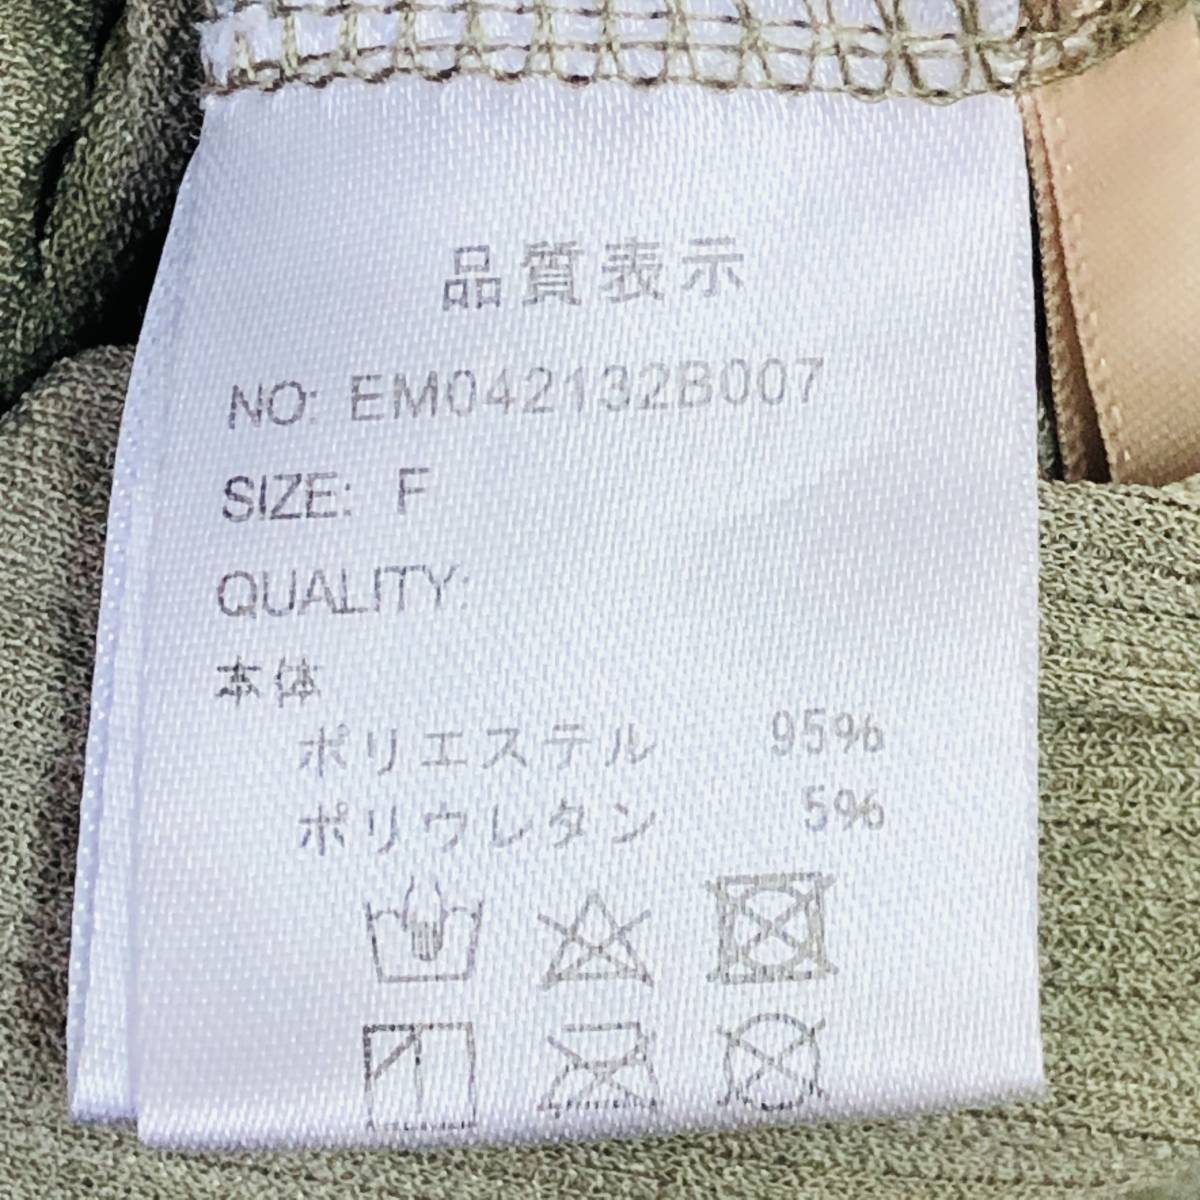 品質表示
NO: EM042132B007
SIZE: F
QUALITY:
本体
ポリエステル 95%
ポリウレタン 5%